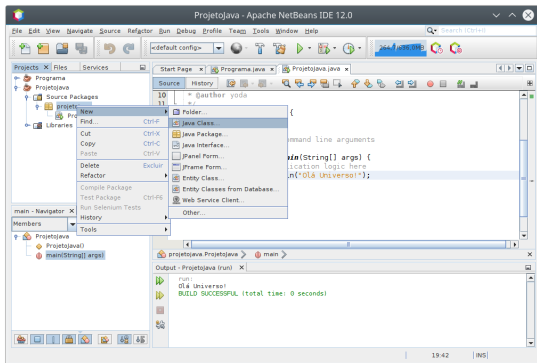 ProjetoJava - Apache NetBeans IDE 12.0
File Edit View Navigate Source Refactor Run Debug Profile Team Tools Window Help
Search (Ctrl+I)
<default config>
Projects Files Services
Start Page Programa.java ProjetoJava.java
Programa
ProjetoJava
Source Packages
projeto
Libraries
Source History
10 * @author yoda
11 */
{
mmand line arguments
in(String[] args) {
ication logic here
n("Olá Universo!");
New
Find... Ctrl-F
Cut Ctrl-X
Copy Ctrl-C
Paste Ctrl-V
Delete Excluir
Refactor
Compile Package
Test Package Ctrl-F6
Run Selenium Tests
History
Tools
Folder...
Java Class...
Java Package...
Java Interface...
JPanel Form...
JFrame Form...
Entity Class...
Entity Classes from Database...
Web Service Client...
Other...
main - Navigator
Members
ProjetoJava
ProjetoJava()
main(String[] args)
projetojava.ProjetoJava main
Output - ProjetoJava (run)
run:
Olá Universo!
BUILD SUCCESSFUL (total time: 0 seconds)
19:42 INS